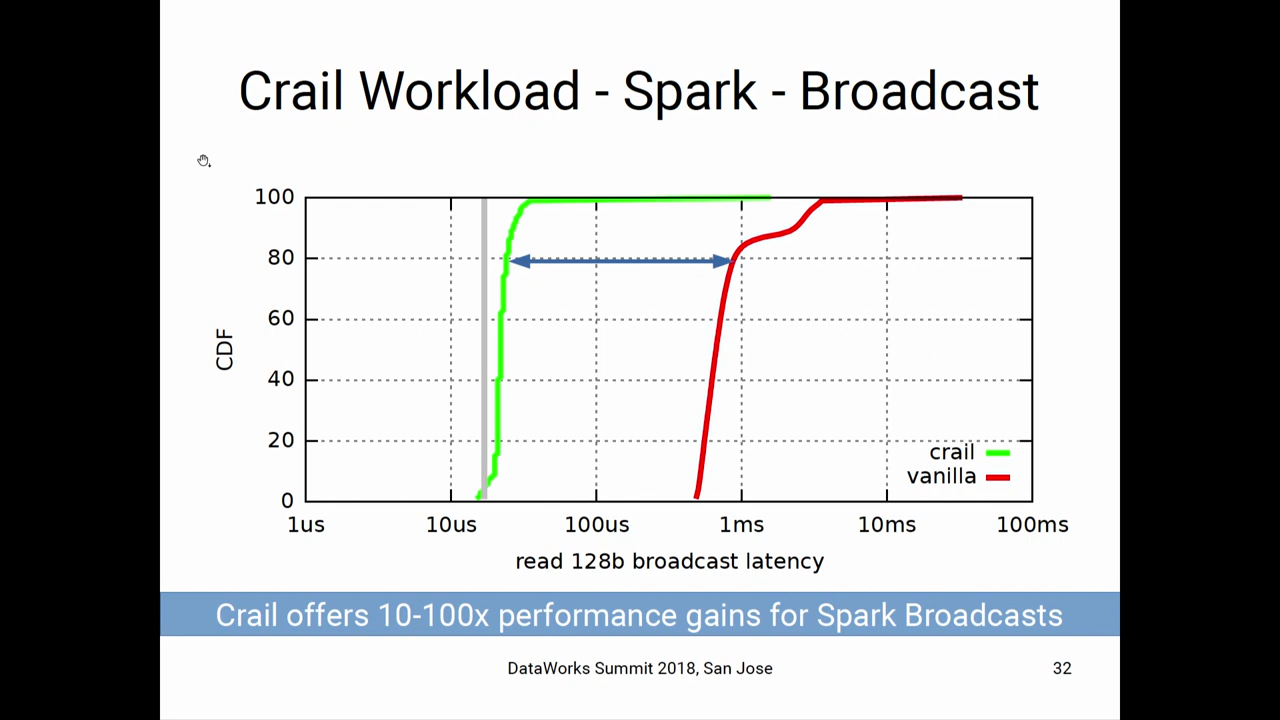 Crail Workload - Spark - Broadcast
100
80
60
40
20
0
CDF
crail
vanilla
1us 10us 100us 1ms 10ms 100ms
read 128b broadcast latency
Crail offers 10-100x performance gains for Spark Broadcasts
DataWorks Summit 2018, San Jose 32